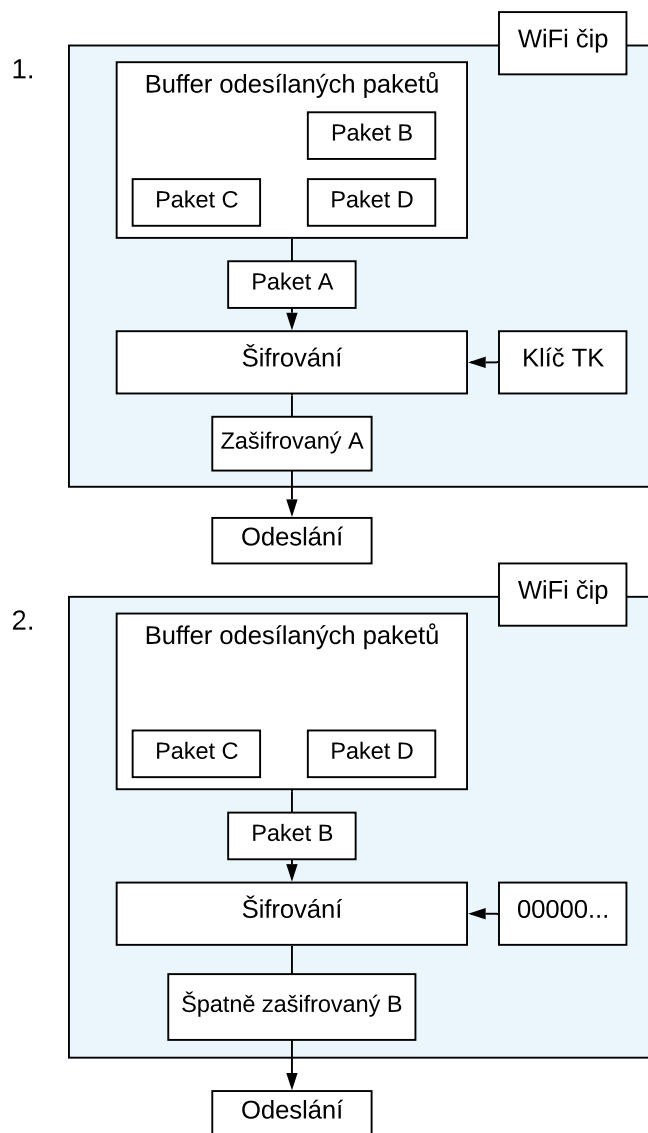 WiFi čip
1.
Buffer odesílaných paketů
Paket B
Paket C
Paket D
Paket A
Šifrování
Klíč TK
Zašifrovaný A
Odeslání
WiFi čip
2.
Buffer odesílaných paketů
Paket C
Paket D
Paket B
Šifrování
00000...
Špatně zašifrovaný B
Odeslání